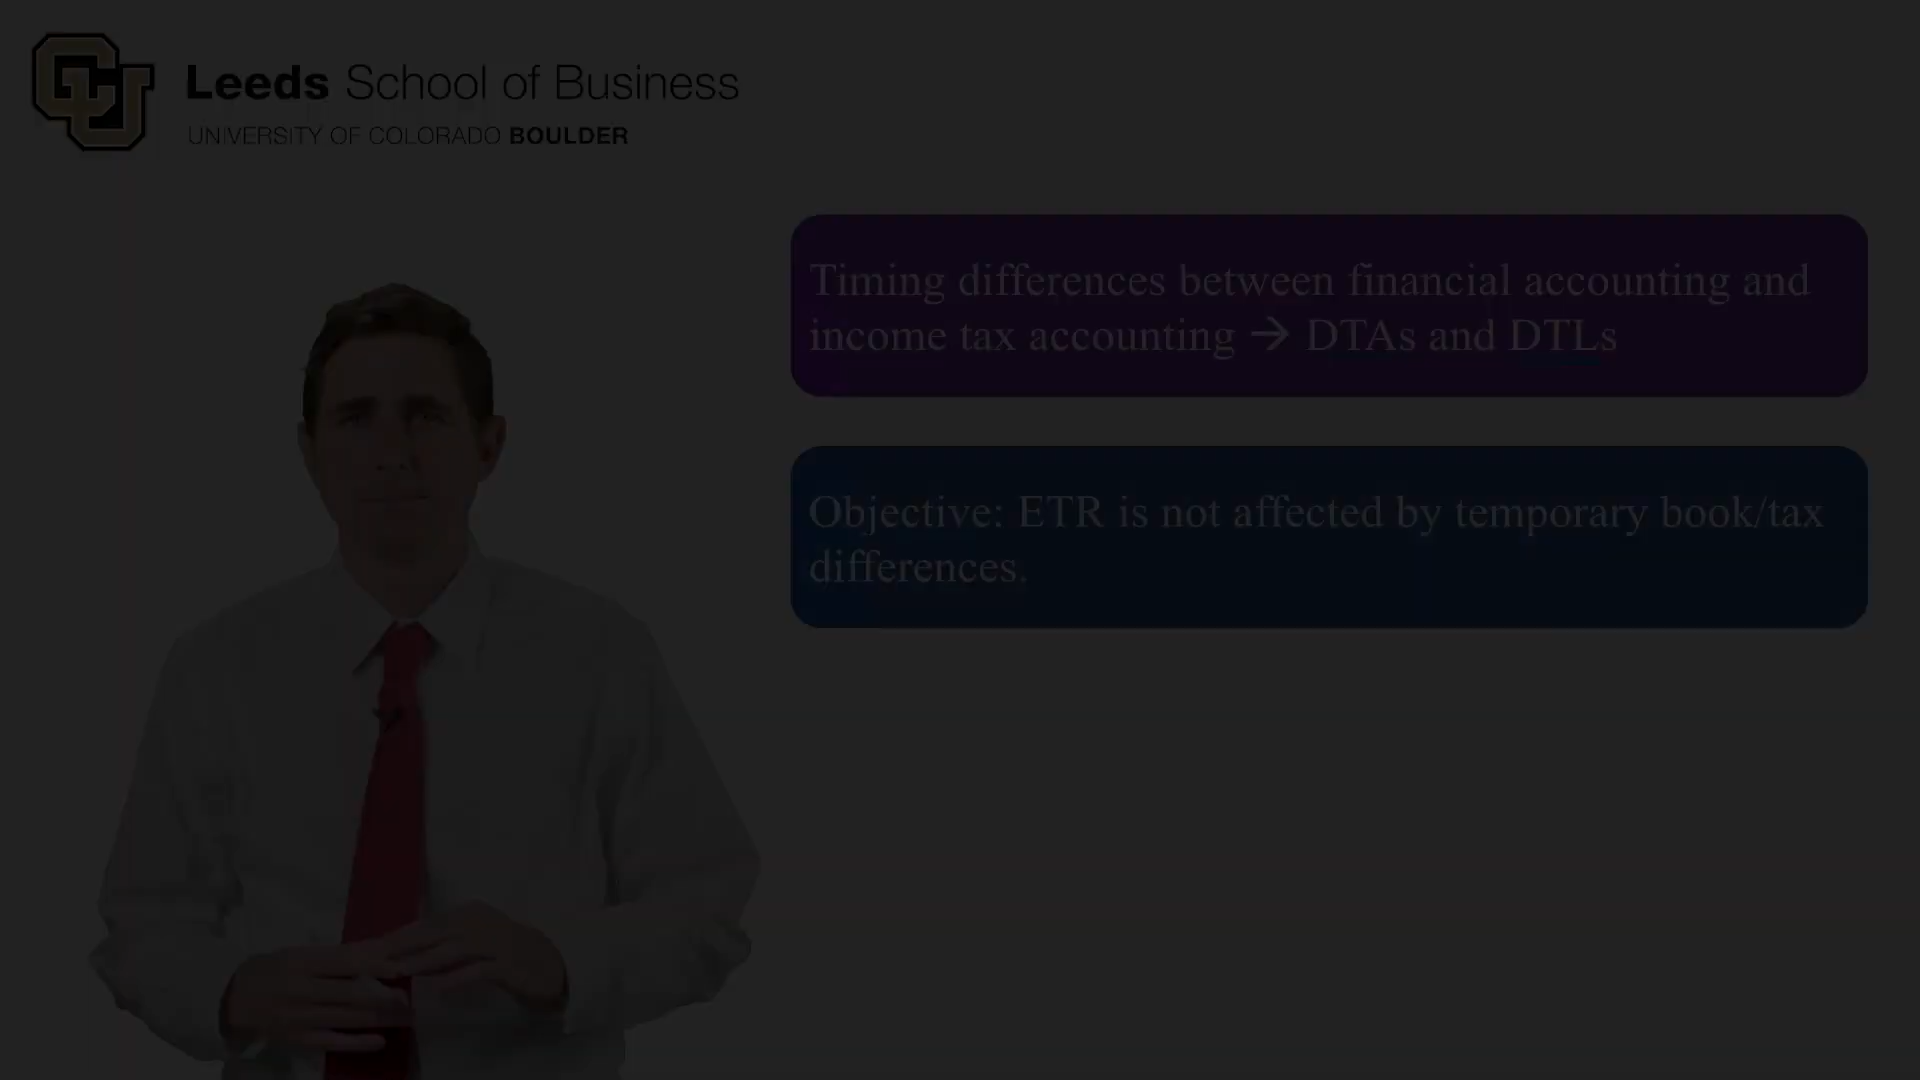 Leeds School of Business
UNIVERSITY OF COLORADO BOULDER
Timing differences between financial accounting and
income tax accounting → DTAs and DTLs
Objective: ETR is not affected by temporary book/tax
differences.